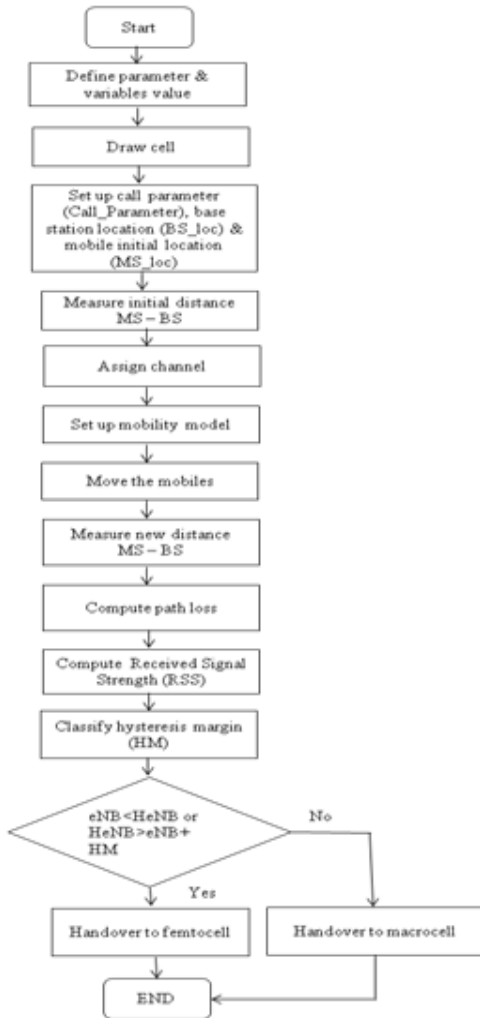 Start
Define parameter &
variables value
Draw cell
Set up call parameter
(Call_Parameter), base
station location (BS_loc) &
mobile initial location
(MS_loc)
Measure initial distance
MS – BS
Assign channel
Set up mobility model
Move the mobiles
Measure new distance
MS – BS
Compute path loss
Compute Received Signal
Strength (RSS)
Classify hysteresis margin
(HM)
eNB<HeNB or
HeNB>eNB+
HM
No
Yes
Handover to femtocell
Handover to macrocell
END